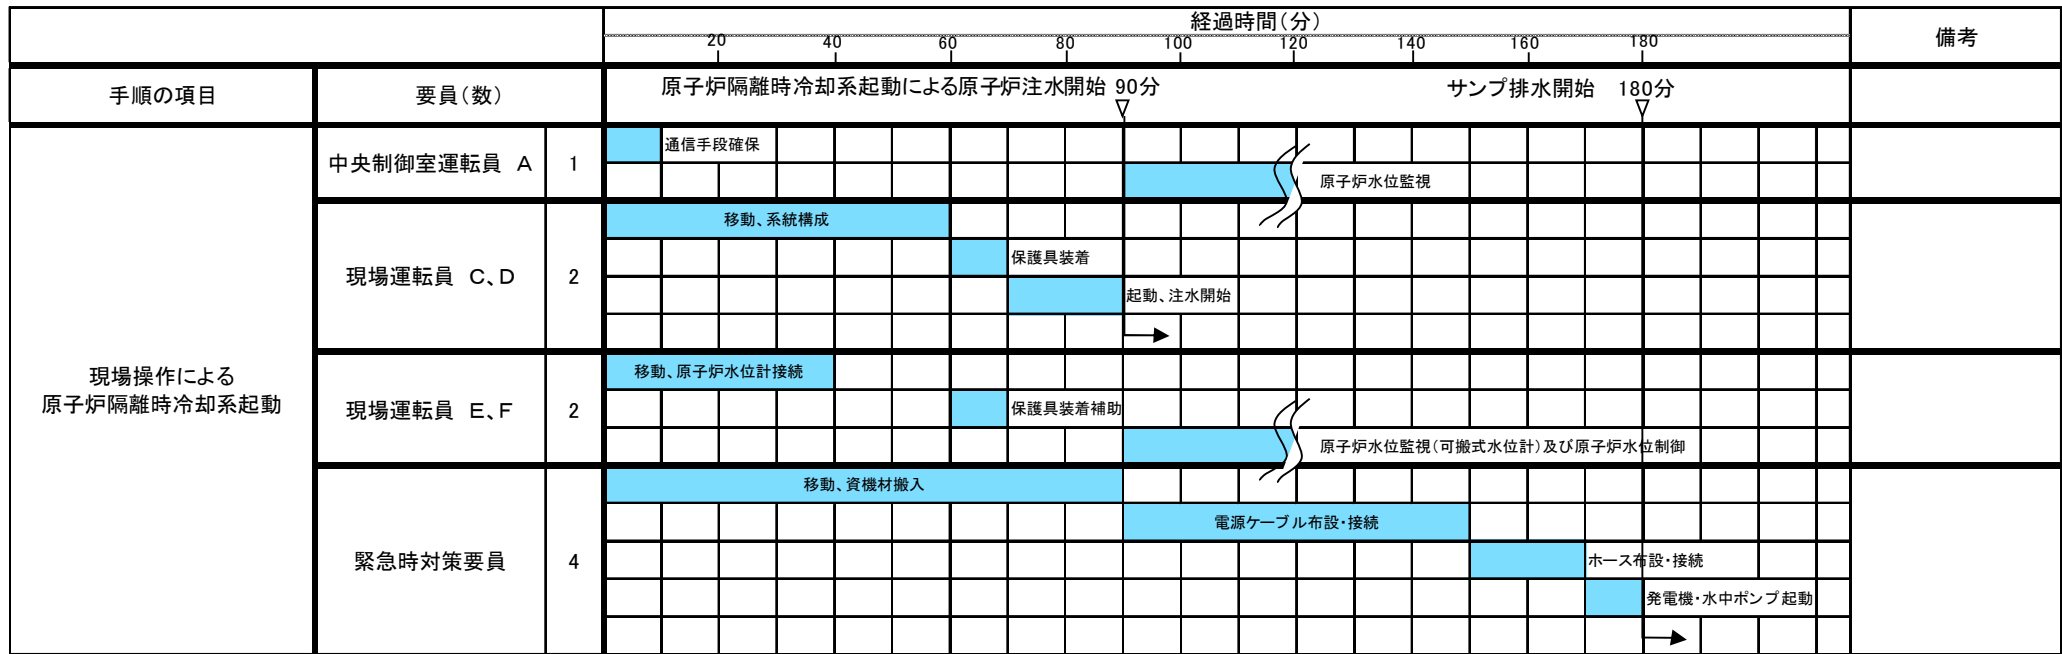 経過時間(分)
備考
20 40 60 80 100 120 140 160 180
手順の項目
要員(数)
原子炉隔離時冷却系起動による原子炉注水開始 90分
サンプ排水開始 180分
現場操作による
原子炉隔離時冷却系起動
中央制御室運転員 A
1
通信手段確保
原子炉水位監視
現場運転員 C、D
2
移動、系統構成
保護具装着
起動、注水開始
現場運転員 E、F
2
移動、原子炉水位計接続
保護具装着補助
原子炉水位監視(可搬式水位計)及び原子炉水位制御
緊急時対策要員
4
移動、資機材搬入
電源ケーブル布設・接続
ホース布設・接続
発電機・水中ポンプ起動